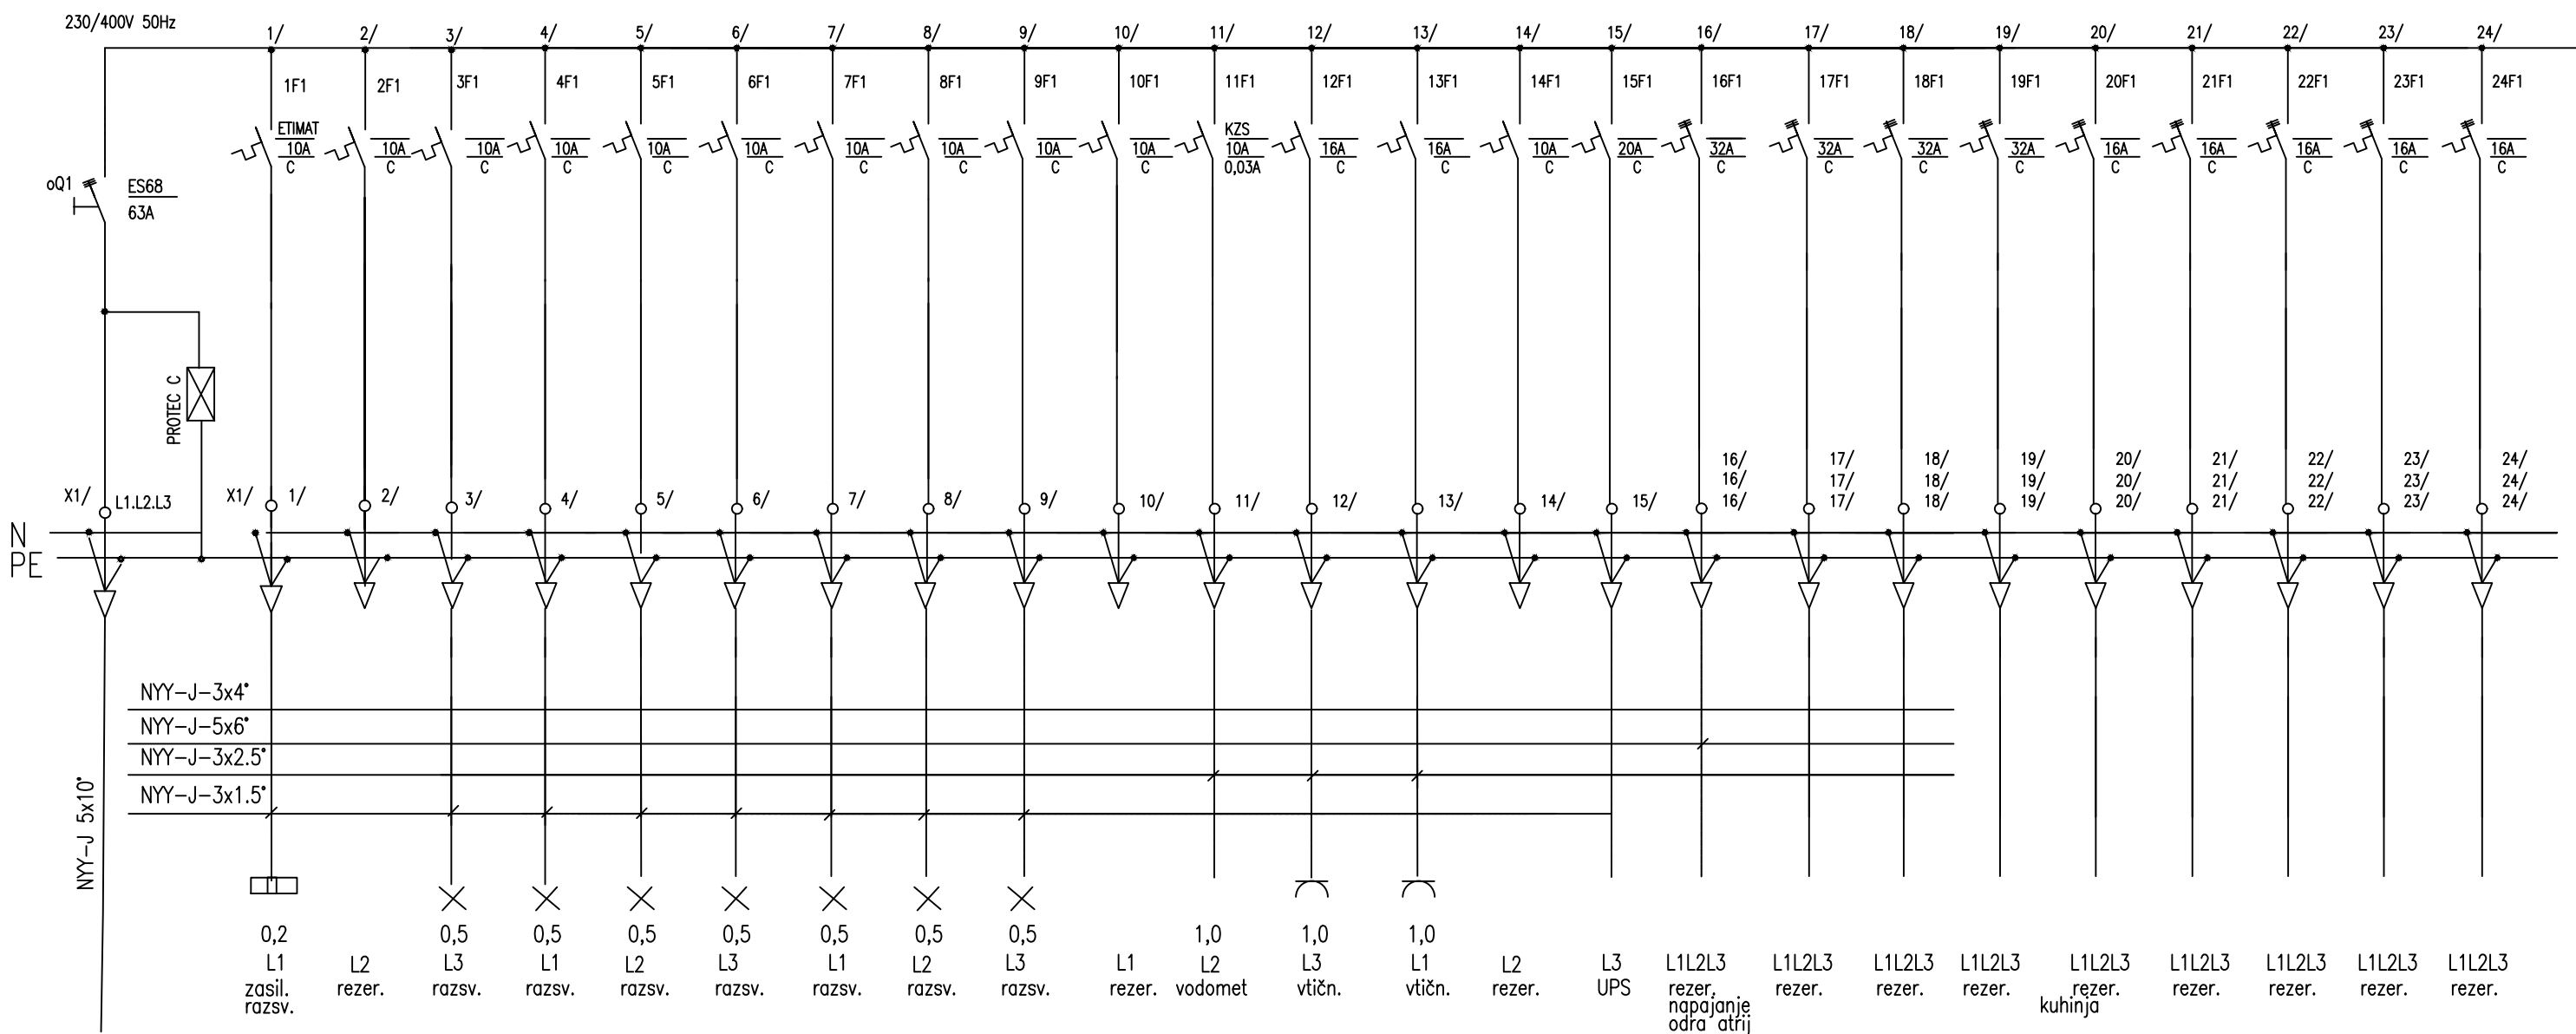 230/400V 50Hz
1/ 2/ 3/ 4/ 5/ 6/ 7/ 8/ 9/ 10/ 11/ 12/ 13/ 14/ 15/ 16/ 17/ 18/ 19/ 20/ 21/ 22/ 23/ 24/
1F1 2F1 3F1 4F1 5F1 6F1 7F1 8F1 9F1 10F1 11F1 12F1 13F1 14F1 15F1 16F1 17F1 18F1 19F1 20F1 21F1 22F1 23F1 24F1
ETIMAT KZS
10A 10A 10A 10A 10A 10A 10A 10A 10A 10A 10A 16A 16A 10A 20A 32A 32A 32A 32A 16A 16A 16A 16A 16A
C C C C C C C C C C 0,03A C C C C C C C C C C C C C
oQ1 ES68
63A
PROTEC C
16/ 17/ 18/ 19/ 20/ 21/ 22/ 23/ 24/
16/ 17/ 18/ 19/ 20/ 21/ 22/ 23/ 24/
X1/ L1.L2.L3 X1/ 1/ 2/ 3/ 4/ 5/ 6/ 7/ 8/ 9/ 10/ 11/ 12/ 13/ 14/ 15/ 16/ 17/ 18/ 19/ 20/ 21/ 22/ 23/ 24/
N
PE
NYY-J-3x4°
NYY-J-5x6°
NYY-J-3x2.5°
NYY-J-3x1.5°
NYY-J 5x10°
0,2 0,5 0,5 0,5 0,5 0,5 0,5 0,5 1,0 1,0 1,0
L1 L2 L3 L1 L2 L3 L1 L2 L3 L1 L2 L3 L1 L2 L3 L1L2L3 L1L2L3 L1L2L3 L1L2L3 L1L2L3 L1L2L3 L1L2L3 L1L2L3 L1L2L3
zasil. rezer. razsv. razsv. razsv. razsv. razsv. razsv. razsv. rezer. vodomet vtičn. vtičn. rezer. UPS rezer. rezer. rezer. rezer. rezer. rezer. rezer. rezer. rezer.
razsv. napajanje kuhinja
odra atrij